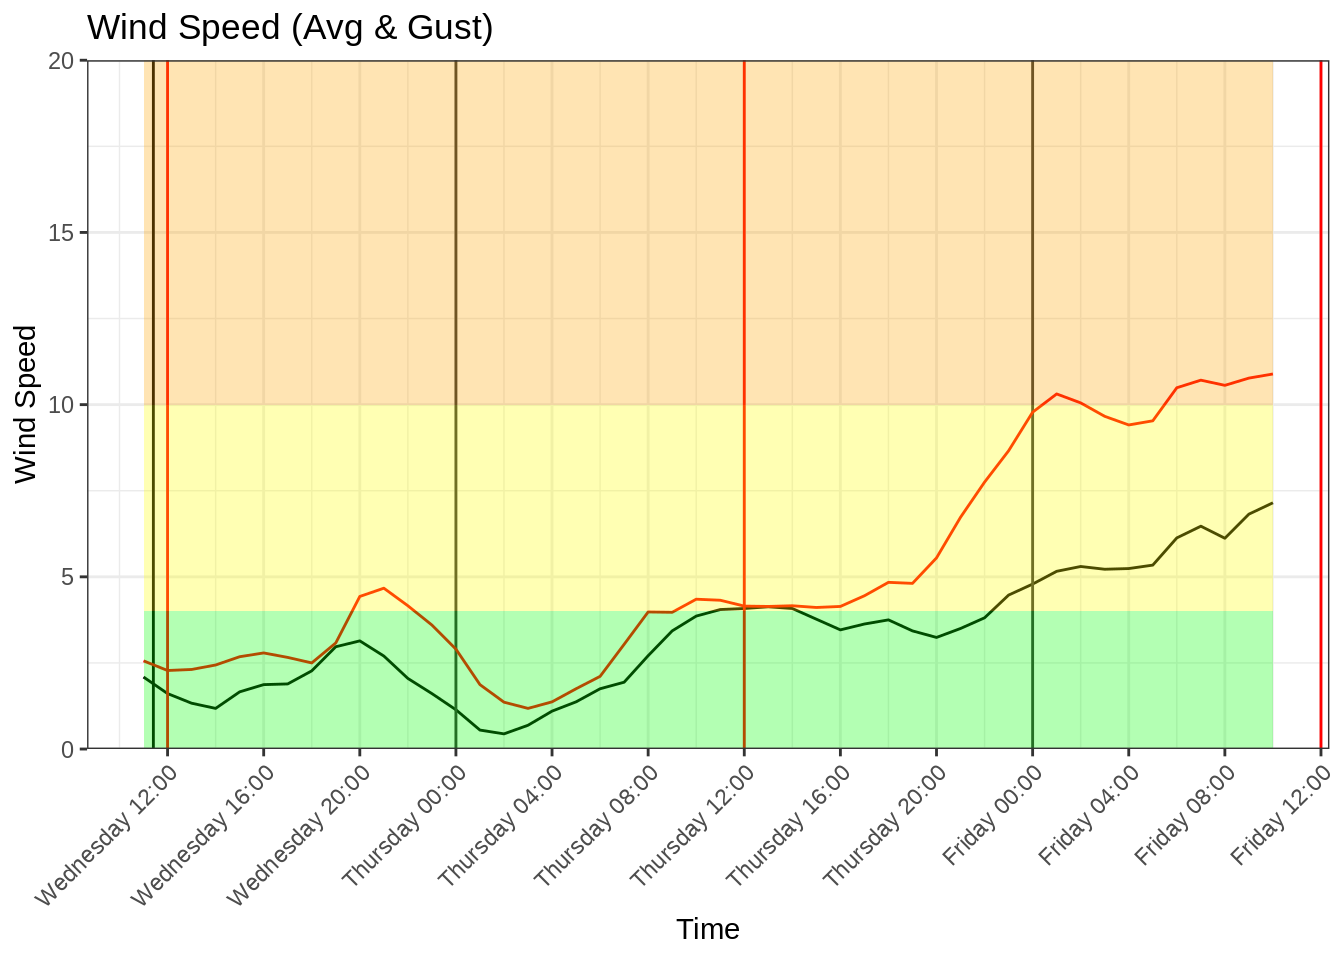 Wind Speed (Avg & Gust)
Wind Speed
20
15
10
5
0
Wednesday 12:00
Wednesday 16:00
Wednesday 20:00
Thursday 00:00
Thursday 04:00
Thursday 08:00
Thursday 12:00
Thursday 16:00
Thursday 20:00
Friday 00:00
Friday 04:00
Friday 08:00
Friday 12:00
Time